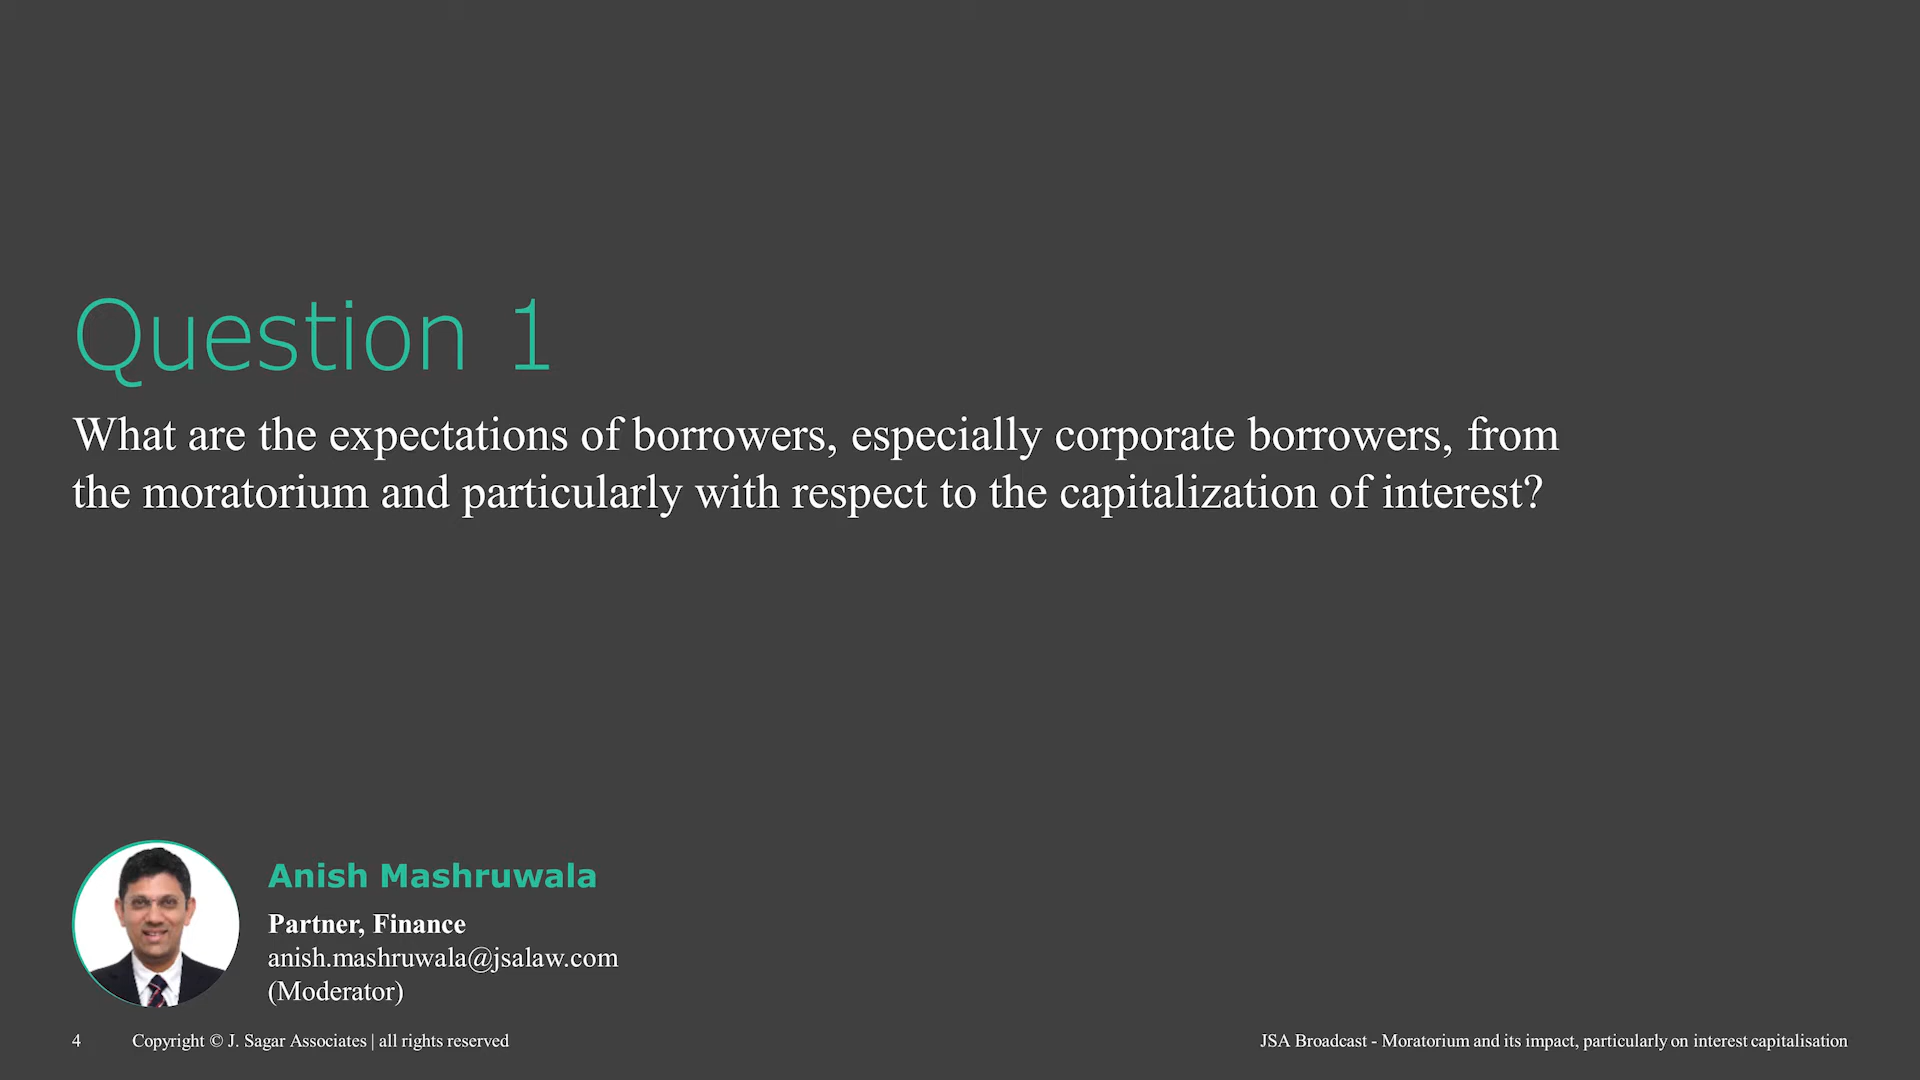 Question 1
What are the expectations of borrowers, especially corporate borrowers, from
the moratorium and particularly with respect to the capitalization of interest?
Anish Mashruwala
Partner, Finance
anish.mashruwala@jsalaw.com
(Moderator)
4 Copyright © J. Sagar Associates | all rights reserved
JSA Broadcast - Moratorium and its impact, particularly on interest capitalisation